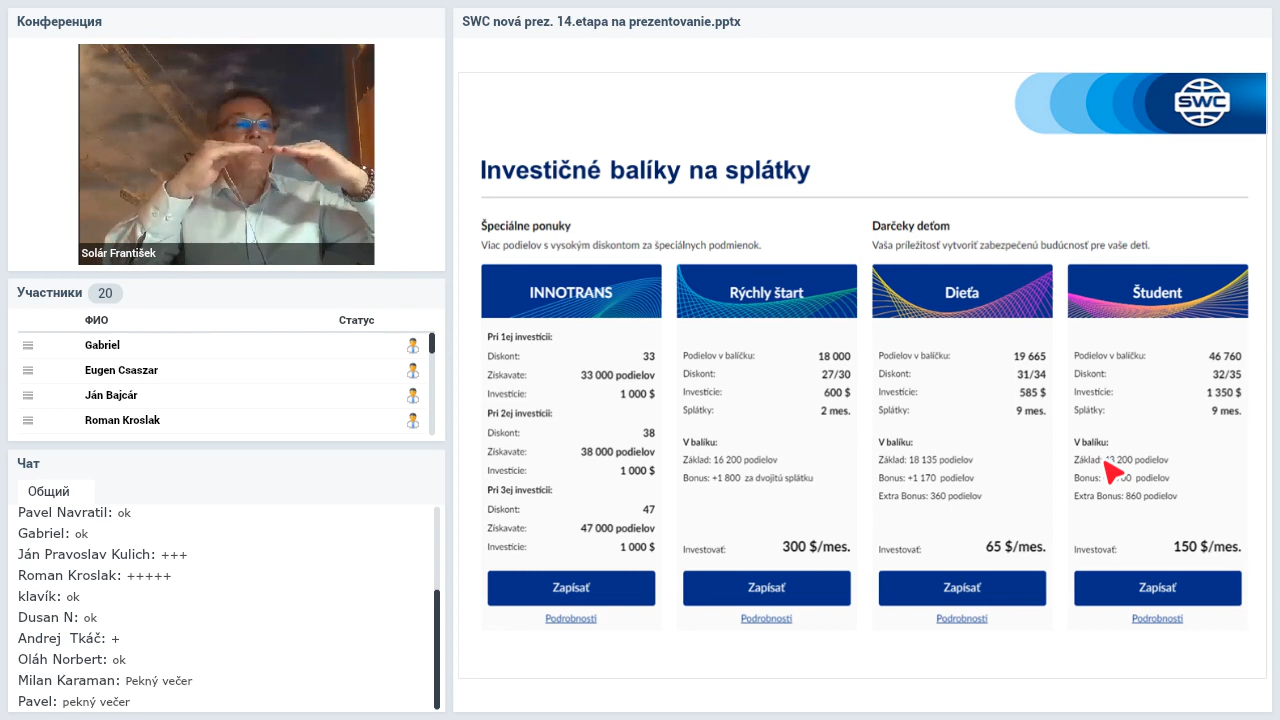 Конференция
Solár František
Участники 20
ФИО Статус
Gabriel
Eugen Csaszar
Ján Bajcár
Roman Kroslak
Чат
Общий
Pavel Navratil: ok
Gabriel: ok
Ján Pravoslav Kulich: +++
Roman Kroslak: +++++
klavík: ok
Dusan N: ok
Andrej Tkáč: +
Oláh Norbert: ok
Milan Karaman: Pekný večer
Pavel: pekný večer
SWC nová prez. 14.etapa na prezentovanie.pptx
SWC
Investičné balíky na splátky
Špeciálne ponuky
Viac podielov s vysokým diskontom za špeciálnych podmienok.
Darčeky deťom
Vaša príležitosť vytvoriť zabezpečenú budúcnosť pre vaše deti.
INNOTRANS
Pri 1ej investícii:
Diskont: 33
Získavate: 33 000 podielov
Investície: 1 000 $
Pri 2ej investícii:
Diskont: 38
Získavate: 38 000 podielov
Investície: 1 000 $
Pri 3ej investícii:
Diskont: 47
Získavate: 47 000 podielov
Investície: 1 000 $
Zapísať
Podrobnosti
Rýchly štart
Podielov v balíčku: 18 000
Diskont: 27/30
Investície: 600 $
Splátky: 2 mes.
V balíku:
Základ: 16 200 podielov
Bonus: +1 800 za dvojitú splátku
Investovať: 300 $/mes.
Zapísať
Podrobnosti
Dieťa
Podielov v balíčku: 19 665
Diskont: 31/34
Investície: 585 $
Splátky: 9 mes.
V balíku:
Základ: 18 135 podielov
Bonus: +1 170 podielov
Extra Bonus: 360 podielov
Investovať: 65 $/mes.
Zapísať
Podrobnosti
Študent
Podielov v balíčku: 46 760
Diskont: 32/35
Investície: 1 350 $
Splátky: 9 mes.
V balíku:
Základ: 200 podielov
Bonus: podielov
Extra Bonus: 860 podielov
Investovať: 150 $/mes.
Zapísať
Podrobnosti